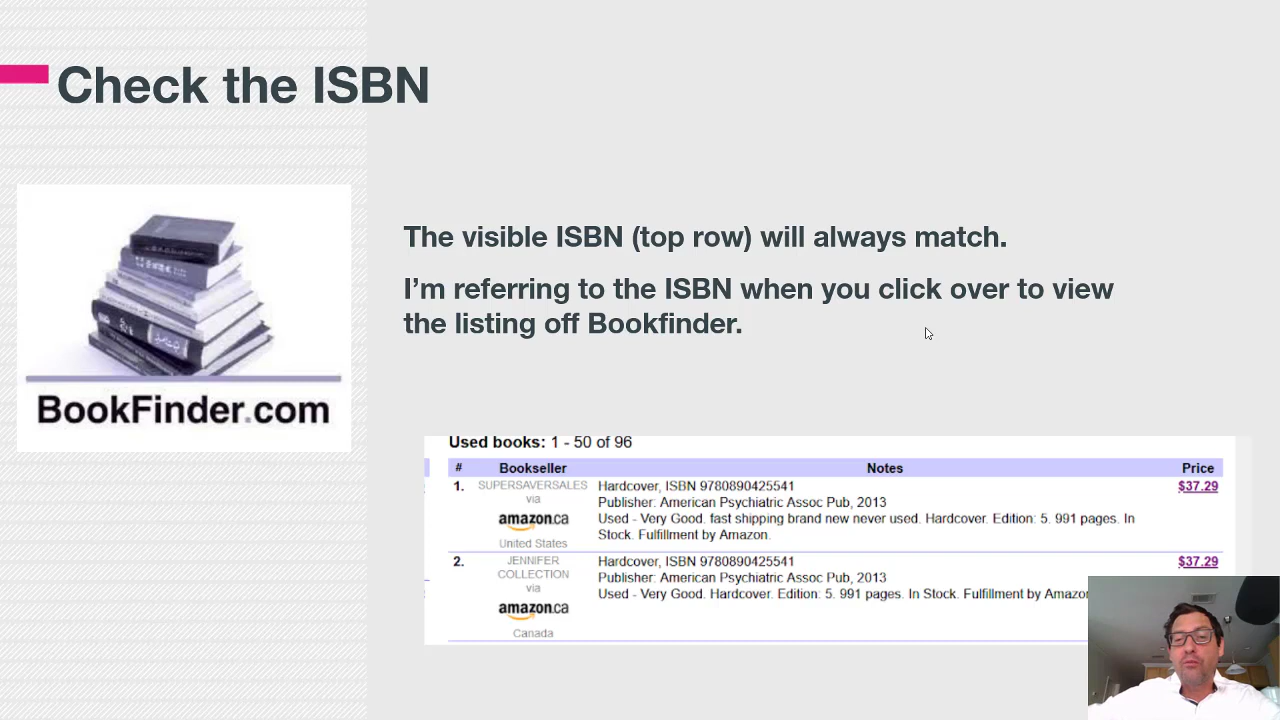 Check the ISBN
BookFinder.com
The visible ISBN (top row) will always match.
I’m referring to the ISBN when you click over to view
the listing off Bookfinder.
Used books: 1 - 50 of 96
# Bookseller Notes Price
1. SUPERSAVERSALES
via
amazon.ca
United States
Hardcover, ISBN 9780890425541
Publisher: American Psychiatric Assoc Pub, 2013
Used - Very Good. fast shipping brand new never used. Hardcover. Edition: 5. 991 pages. In
Stock. Fulfillment by Amazon.
$37.29
2. JENNIFER
COLLECTION
via
amazon.ca
Canada
Hardcover, ISBN 9780890425541
Publisher: American Psychiatric Assoc Pub, 2013
Used - Very Good. Hardcover. Edition: 5. 991 pages. In Stock. Fulfillment by Amazon
$37.29